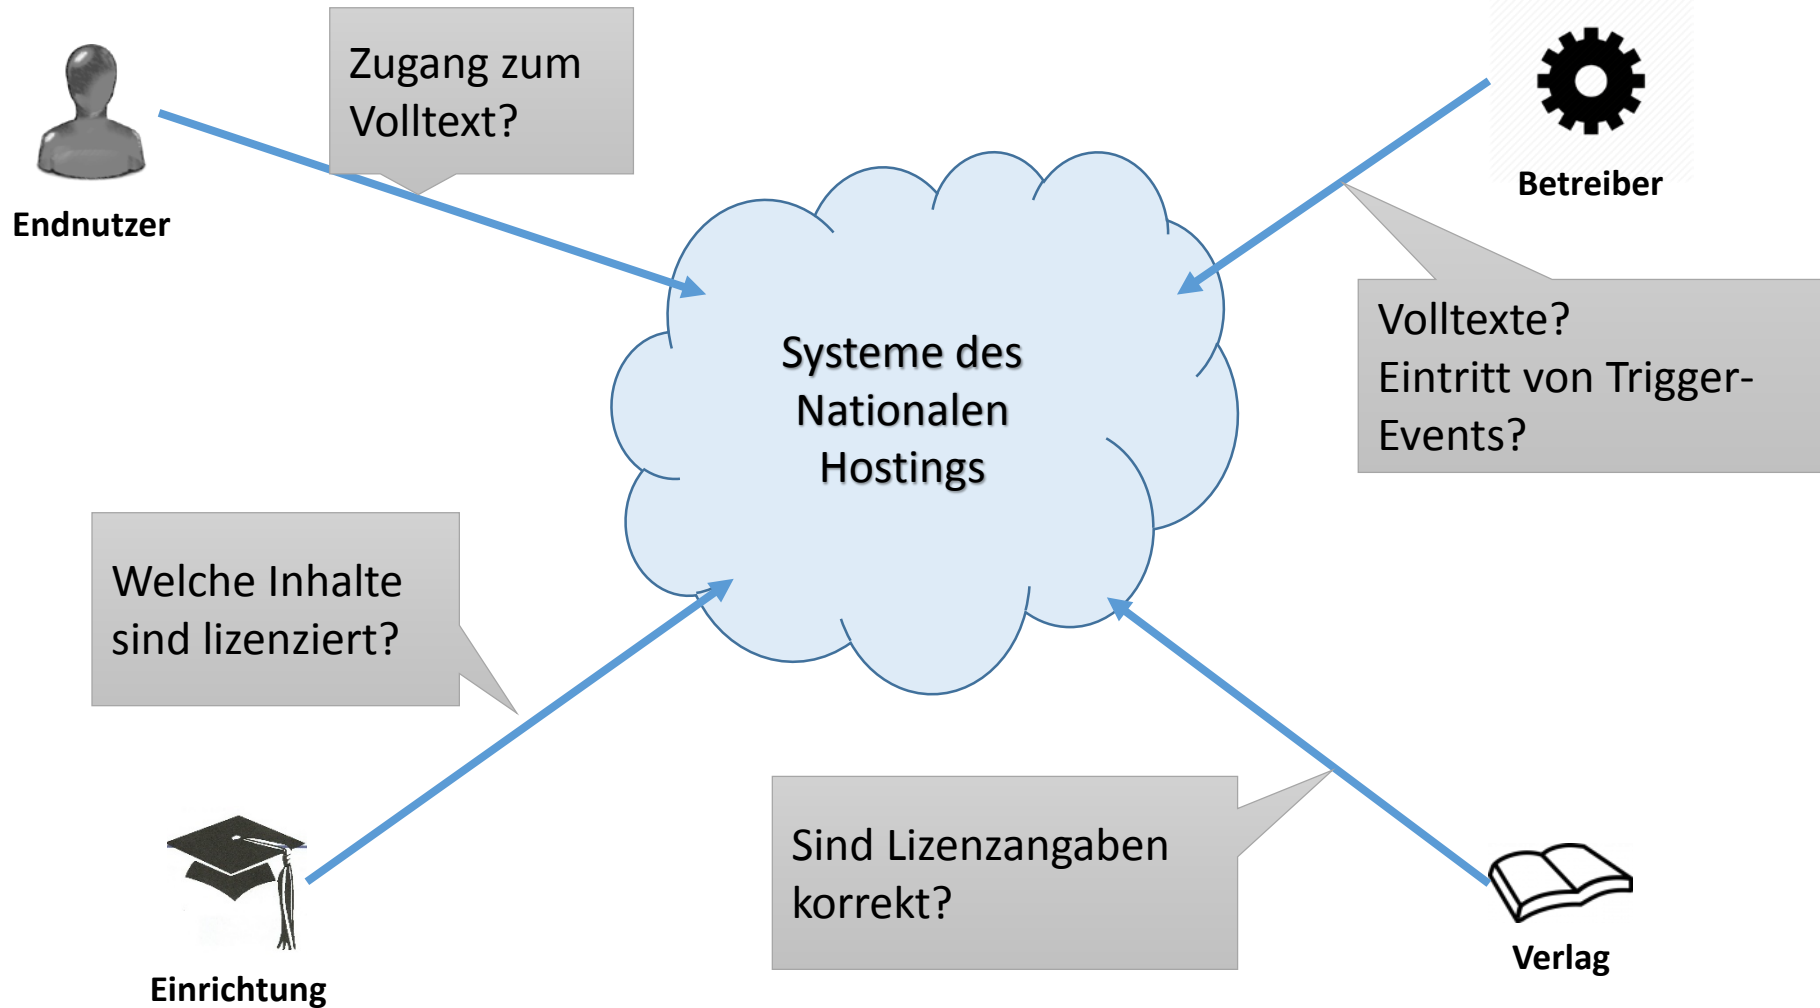 Zugang zum
Volltext?
Endnutzer
Betreiber
Volltexte?
Eintritt von Trigger-
Events?
Systeme des
Nationalen
Hostings
Welche Inhalte
sind lizenziert?
Einrichtung
Sind Lizenzangaben
korrekt?
Verlag